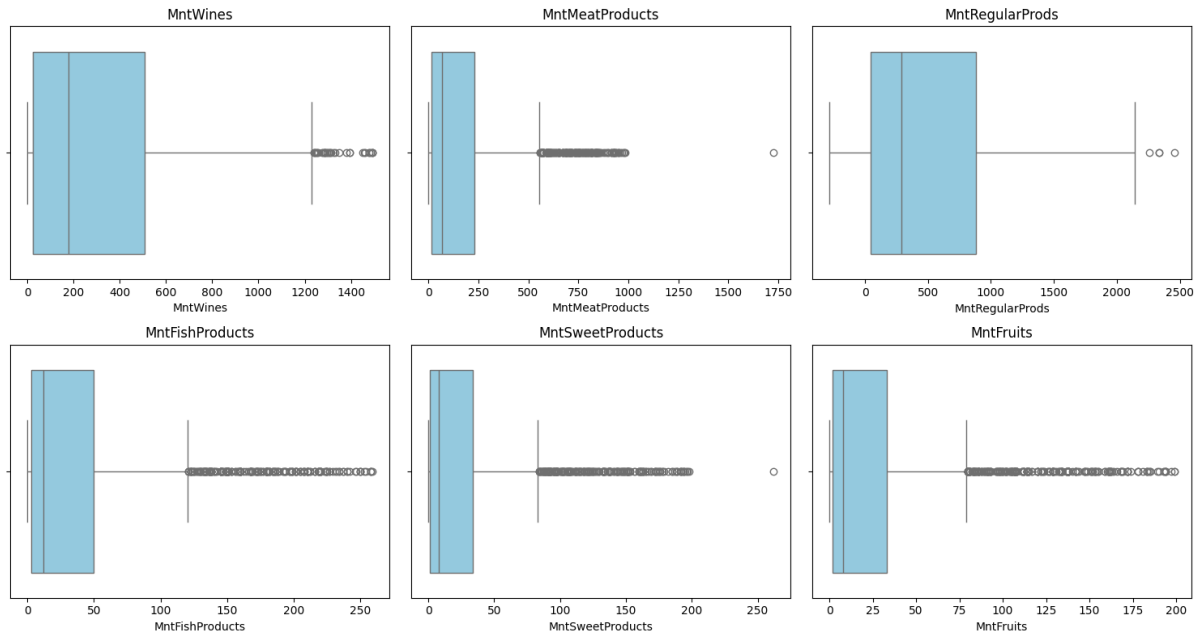 MntWines
MntMeatProducts
MntRegularProds
0 200 400 600 800 1000 1200 1400
0 250 500 750 1000 1250 1500 1750
0 500 1000 1500 2000 2500
MntWines
MntMeatProducts
MntRegularProds
MntFishProducts
MntSweetProducts
MntFruits
0 50 100 150 200 250
0 50 100 150 200 250
0 25 50 75 100 125 150 175 200
MntFishProducts
MntSweetProducts
MntFruits